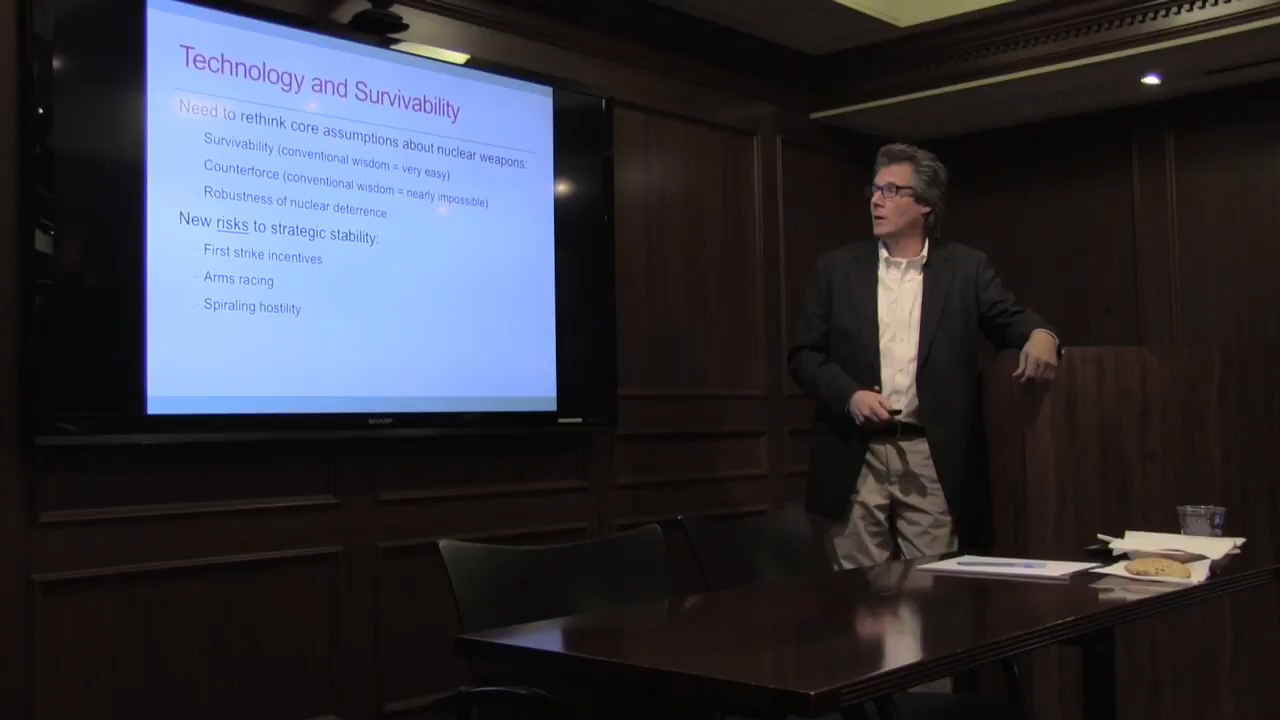 Technology and Survivability
Need to rethink core assumptions about nuclear weapons:
Survivability (conventional wisdom = very easy)
Counterforce (conventional wisdom = nearly impossible)
Robustness of nuclear deterrence
New risks to strategic stability:
First strike incentives
Arms racing
Spiraling hostility
SHARP